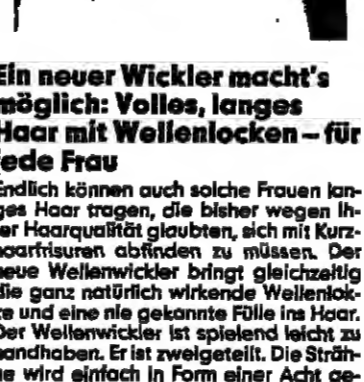 Ein neuer Wickler macht's
möglich: Volles, langes
Haar mit Wellenlocken – für
jede Frau
Endlich können auch solche Frauen lan-
ges Haar tragen, die bisher wegen ih-
rer Haarqualität glaubten, sich mit Kurz-
haarfrisuren abfinden zu müssen. Der
neue Wellenwickler bringt gleichzeitig
die ganz natürlich wirkende Wellenlok-
ke und eine nie gekannte Fülle ins Haar.
Der Wellenwickler ist spielend leicht zu
handhaben. Er ist zweigeteilt. Die Sträh-
ne wird einfach in Form einer Acht ge-